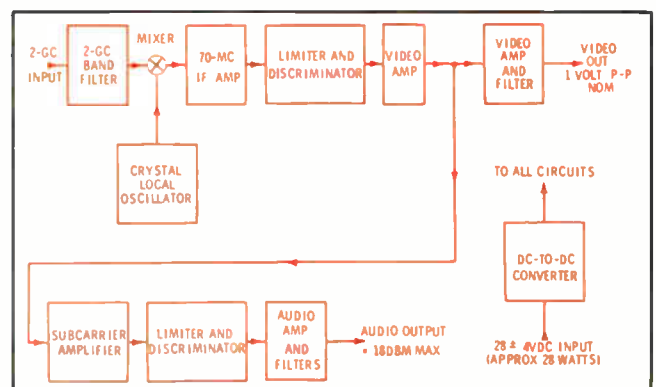 2-GC
INPUT
2-GC
BAND
FILTER
MIXER
70-MC
IF AMP
LIMITER AND
DISCRIMINATOR
VIDEO
AMP
VIDEO
AMP
AND
FILTER
VIDEO
OUT
1 VOLT P-P
NOM
CRYSTAL
LOCAL
OSCILLATOR
TO ALL CIRCUITS
DC-TO-DC
CONVERTER
28 ± 4VDC INPUT
(APPROX 28 WATTS)
SUBCARRIER
AMPLIFIER
LIMITER AND
DISCRIMINATOR
AUDIO
AMP
AND
FILTERS
AUDIO OUTPUT
18DBM MAX